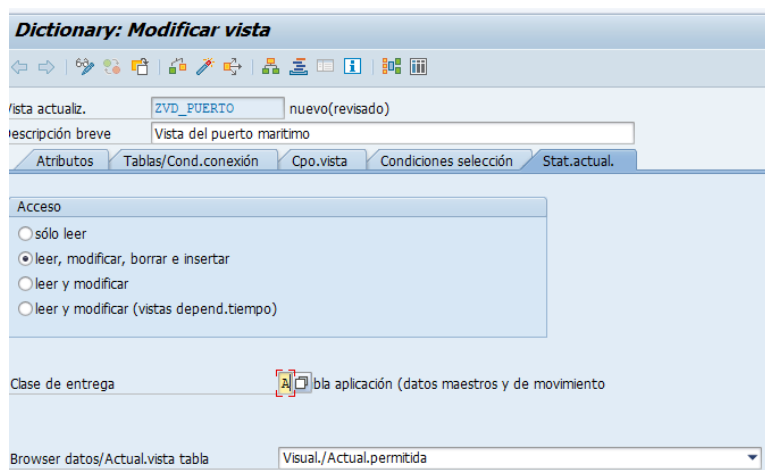 Dictionary: Modificar vista
Vista actualiz. ZVD_PUERTO nuevo(revisado)
Descripción breve Vista del puerto maritimo
Atributos Tablas/Cond.conexión Cpo.vista Condiciones selección Stat.actual.
Acceso
sólo leer
leer, modificar, borrar e insertar
leer y modificar
leer y modificar (vistas depend.tiempo)
Clase de entrega A bla aplicación (datos maestros y de movimiento
Browser datos/Actual.vista tabla Visual./Actual.permitida